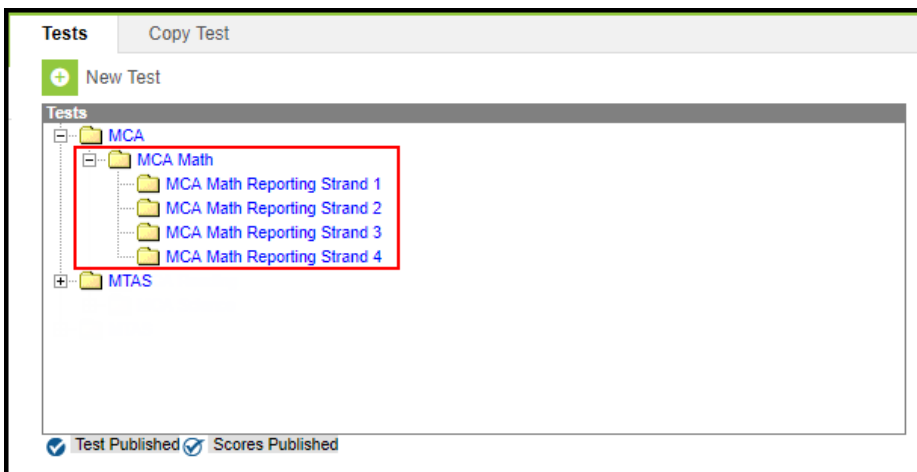 Tests Copy Test
New Test
Tests
MCA
MCA Math
MCA Math Reporting Strand 1
MCA Math Reporting Strand 2
MCA Math Reporting Strand 3
MCA Math Reporting Strand 4
MTAS
Test Published Scores Published